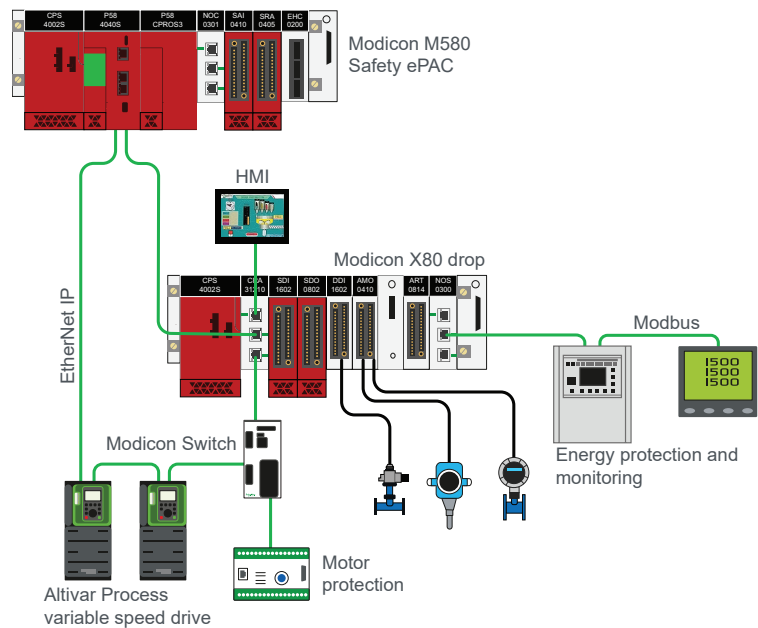 CPS
4002S
P58
4040S
P58
CPROS3
NOC
0301
SAI
0410
SRA
0405
EHC
0200
Modicon M580
Safety ePAC
HMI
Modicon X80 drop
CPS
4002S
CRA
31210
SDI
1602
SDO
0802
DDI
1602
AMO
0410
ART
0814
NOS
0300
EtherNet IP
Modbus
1500
1500
1500
Modicon Switch
Energy protection and
monitoring
Motor
protection
Altivar Process
variable speed drive